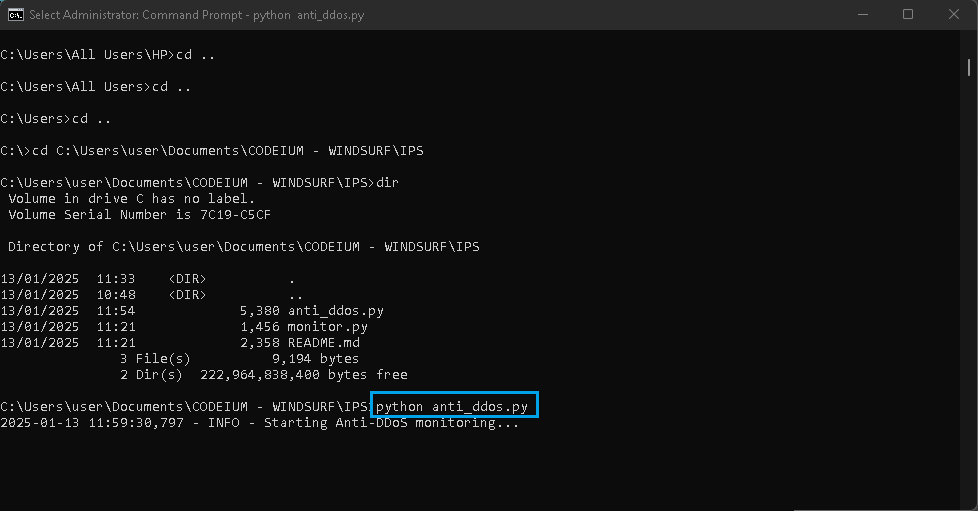 Select Administrator: Command Prompt - python  anti_ddos.py
C:\Users\All Users\HP>cd ..
C:\Users\All Users>cd ..
C:\Users>cd ..
C:\>cd C:\Users\user\Documents\CODEIUM - WINDSURF\IPS
C:\Users\user\Documents\CODEIUM - WINDSURF\IPS>dir
 Volume in drive C has no label.
 Volume Serial Number is 7C19-C5CF
 Directory of C:\Users\user\Documents\CODEIUM - WINDSURF\IPS
13/01/2025  11:33    <DIR>          .
13/01/2025  10:48    <DIR>          ..
13/01/2025  11:54             5,380 anti_ddos.py
13/01/2025  11:21             1,456 monitor.py
13/01/2025  11:21             2,358 README.md
               3 File(s)          9,194 bytes
               2 Dir(s)  222,964,838,400 bytes free
C:\Users\user\Documents\CODEIUM - WINDSURF\IPS>python anti_ddos.py
2025-01-13 11:59:30,797 - INFO - Starting Anti-DDoS monitoring...